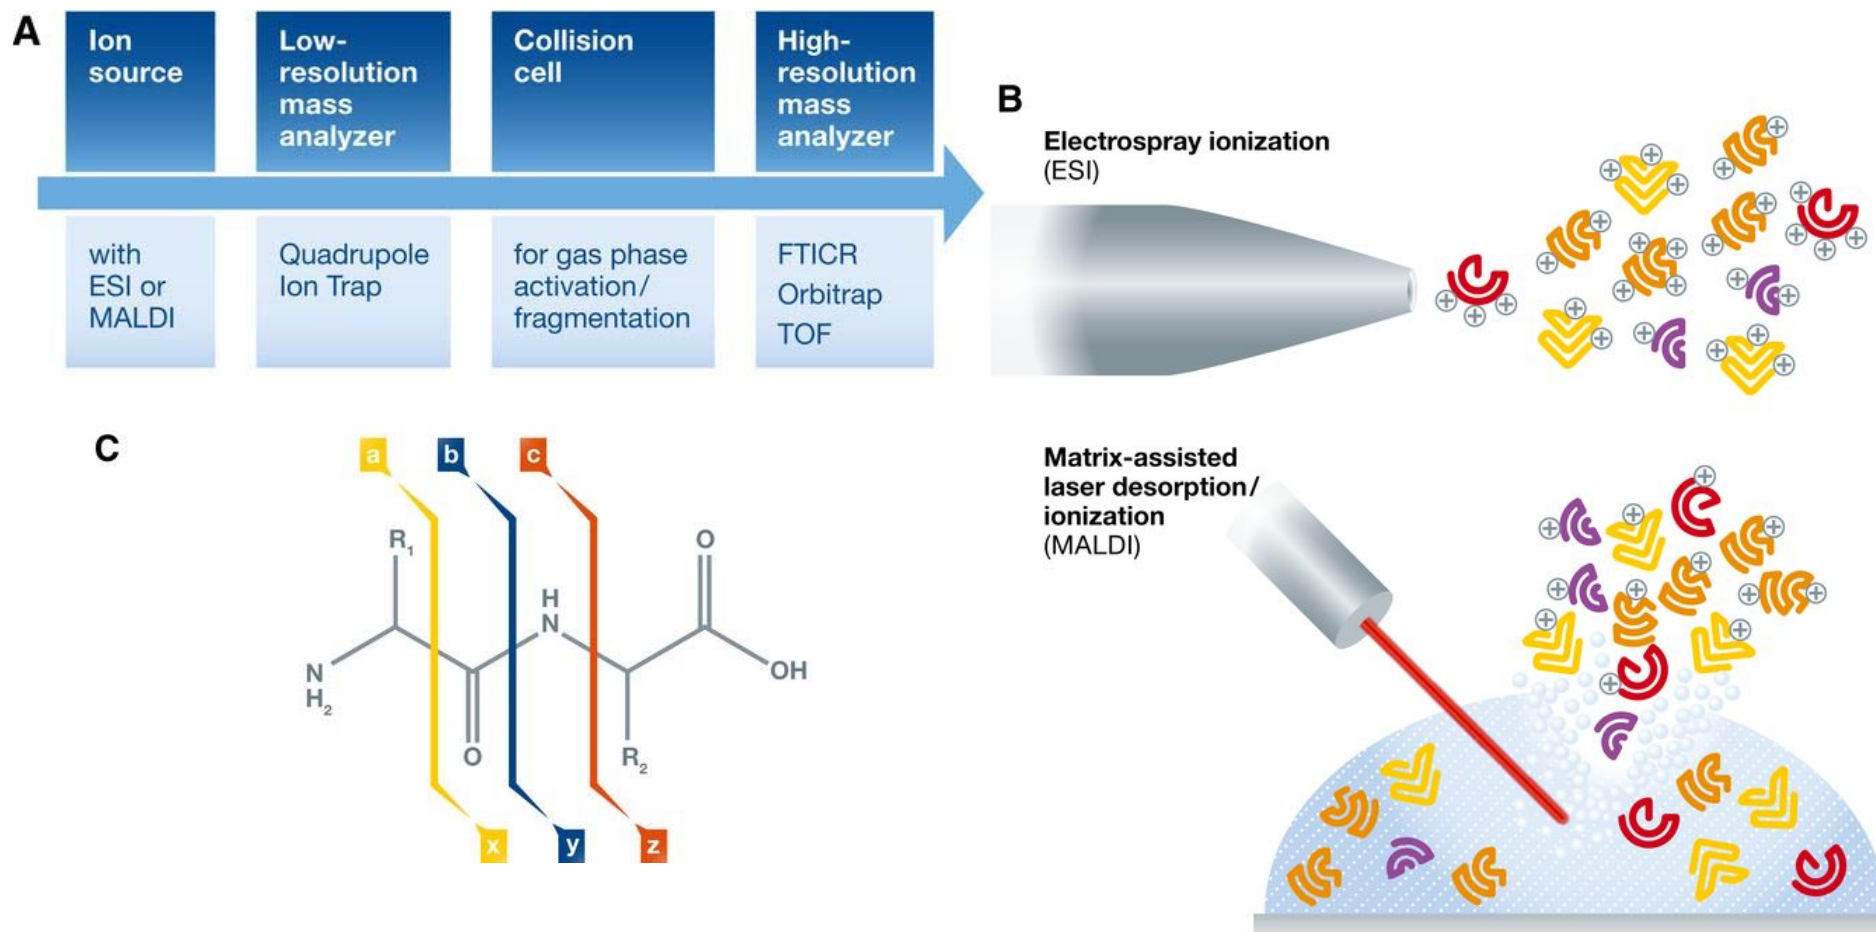 A
Ion
source
Low-
resolution
mass
analyzer
Collision
cell
High-
resolution
mass
analyzer
with
ESI or
MALDI
Quadrupole
Ion Trap
for gas phase
activation/
fragmentation
FTICR
Orbitrap
TOF
B
Electrospray ionization
(ESI)
Matrix-assisted
laser desorption/
ionization
(MALDI)
C
a
b
c
R₁
O
H
N
N
H₂
OH
O
R₂
x
y
z